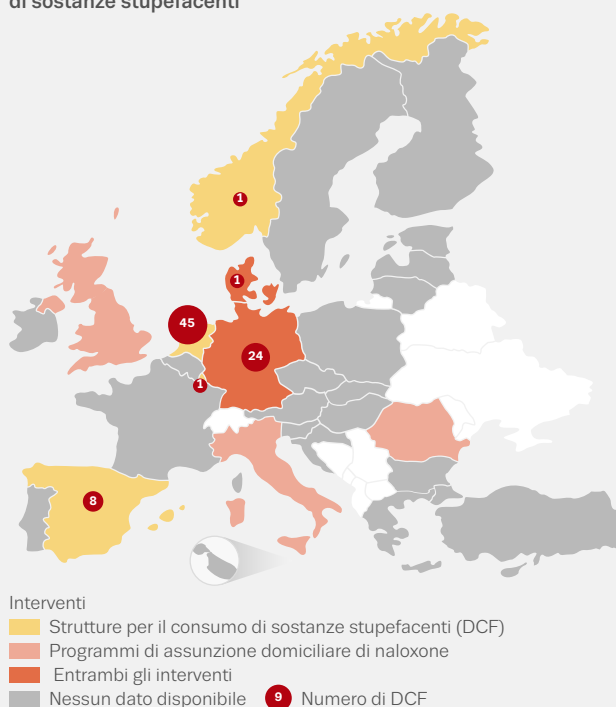 di sostanze stupefacenti
1
1
45
24
1
8
Interventi
Strutture per il consumo di sostanze stupefacenti (DCF)
Programmi di assunzione domiciliare di naloxone
Entrambi gli interventi
Nessun dato disponibile 9 Numero di DCF